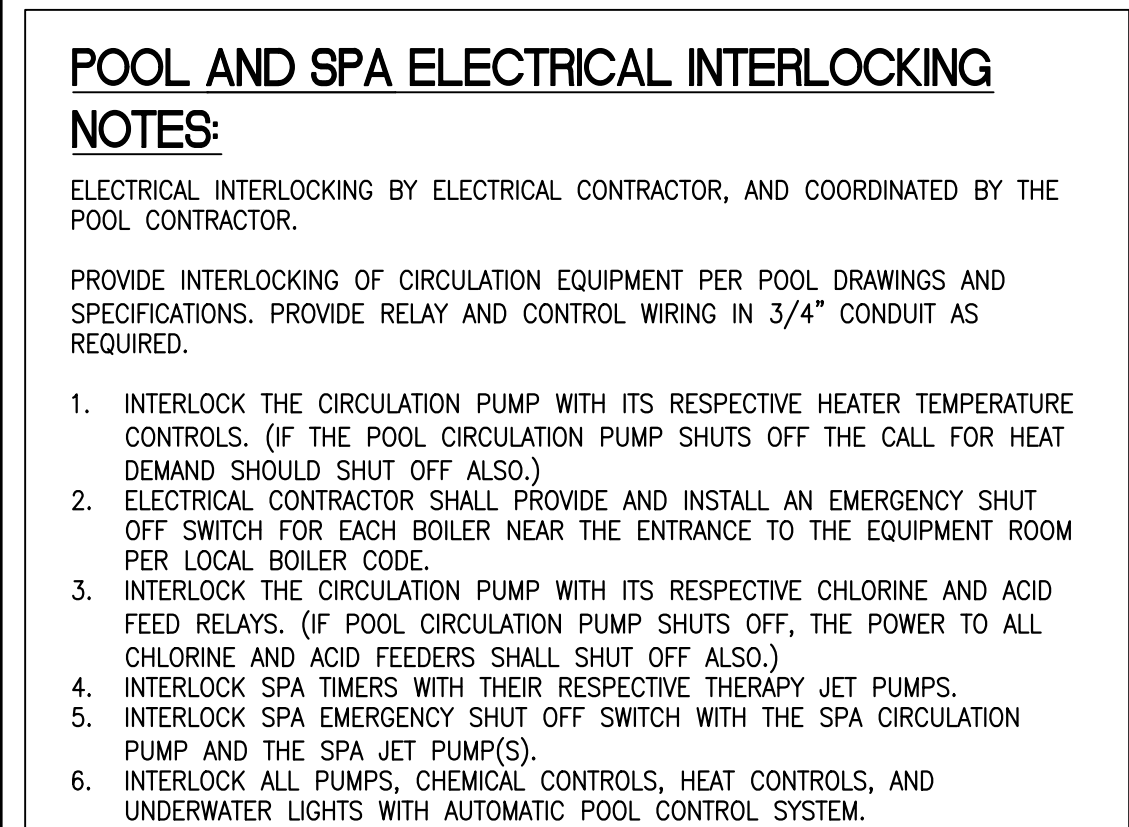 POOL AND SPA ELECTRICAL INTERLOCKING
NOTES:
ELECTRICAL INTERLOCKING BY ELECTRICAL CONTRACTOR, AND COORDINATED BY THE
POOL CONTRACTOR.
PROVIDE INTERLOCKING OF CIRCULATION EQUIPMENT PER POOL DRAWINGS AND
SPECIFICATIONS. PROVIDE RELAY AND CONTROL WIRING IN 3/4" CONDUIT AS
REQUIRED.
1. INTERLOCK THE CIRCULATION PUMP WITH ITS RESPECTIVE HEATER TEMPERATURE
CONTROLS. (IF THE POOL CIRCULATION PUMP SHUTS OFF THE CALL FOR HEAT
DEMAND SHOULD SHUT OFF ALSO.)
2. ELECTRICAL CONTRACTOR SHALL PROVIDE AND INSTALL AN EMERGENCY SHUT
OFF SWITCH FOR EACH BOILER NEAR THE ENTRANCE TO THE EQUIPMENT ROOM
PER LOCAL BOILER CODE.
3. INTERLOCK THE CIRCULATION PUMP WITH ITS RESPECTIVE CHLORINE AND ACID
FEED RELAYS. (IF POOL CIRCULATION PUMP SHUTS OFF, THE POWER TO ALL
CHLORINE AND ACID FEEDERS SHALL SHUT OFF ALSO.)
4. INTERLOCK SPA TIMERS WITH THEIR RESPECTIVE THERAPY JET PUMPS.
5. INTERLOCK SPA EMERGENCY SHUT OFF SWITCH WITH THE SPA CIRCULATION
PUMP AND THE SPA JET PUMP(S).
6. INTERLOCK ALL PUMPS, CHEMICAL CONTROLS, HEAT CONTROLS, AND
UNDERWATER LIGHTS WITH AUTOMATIC POOL CONTROL SYSTEM.